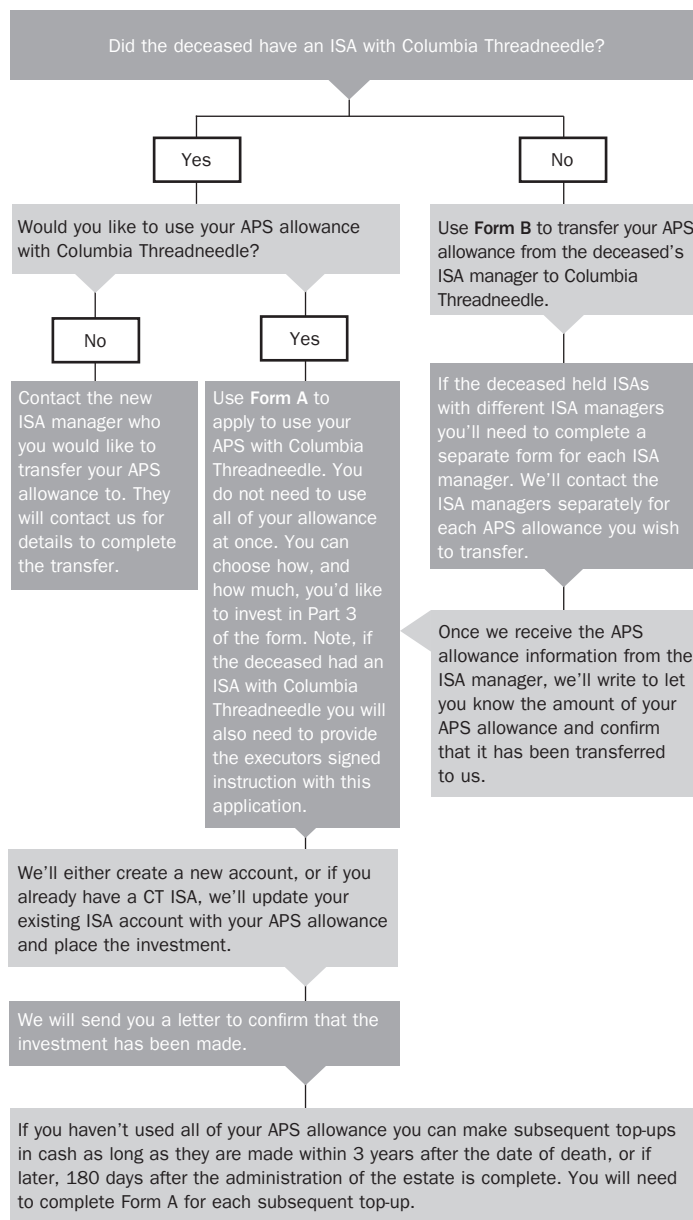 Did the deceased have an ISA with Columbia Threadneedle?
Yes
No
Would you like to use your APS allowance
with Columbia Threadneedle?
No
Yes
Contact the new
ISA manager who
you would like to
transfer your APS
allowance to. They
will contact us for
details to complete
the transfer.
Use Form A to
apply to use your
APS with Columbia
Threadneedle. You
do not need to use
all of your allowance
at once. You can
choose how, and
how much, you’d like
to invest in Part 3
of the form. Note, if
the deceased had an
ISA with Columbia
Threadneedle you will
also need to provide
the executors signed
instruction with this
application.
Use Form B to transfer your APS
allowance from the deceased’s
ISA manager to Columbia
Threadneedle.
If the deceased held ISAs
with different ISA managers
you’ll need to complete a
separate form for each ISA
manager. We’ll contact the
ISA managers separately for
each APS allowance you wish
to transfer.
Once we receive the APS
allowance information from the
ISA manager, we’ll write to let
you know the amount of your
APS allowance and confirm
that it has been transferred
to us.
We’ll either create a new account, or if you
already have a CT ISA, we’ll update your
existing ISA account with your APS allowance
and place the investment.
We will send you a letter to confirm that the
investment has been made.
If you haven’t used all of your APS allowance you can make subsequent top-ups
in cash as long as they are made within 3 years after the date of death, or if
later, 180 days after the administration of the estate is complete. You will need
to complete Form A for each subsequent top-up.